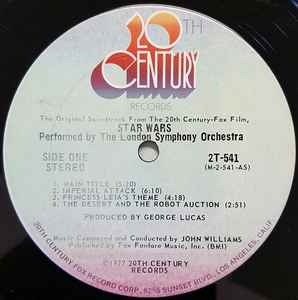 20TH
CENTURY
RECORDS
The Original Soundtrack From The 20th Century-Fox Film,
STAR WARS
Performed by The London Symphony Orchestra
SIDE ONE
STEREO
2T-541
(M-2-541-AS)
1. MAIN TITLE (5:20)
2. IMPERIAL ATTACK (6:10)
3. PRINCESS LEIA'S THEME (4:18)
4. THE DESERT AND THE ROBOT AUCTION (2:51)
PRODUCED BY GEORGE LUCAS
Music Composed and Conducted by JOHN WILLIAMS
Published by Fox Fanfare Music, Inc. (BMI)
℗ 1977 20TH CENTURY
RECORDS
20TH CENTURY FOX RECORD CORP., 8255 SUNSET BLVD., LOS ANGELES, CALIF.